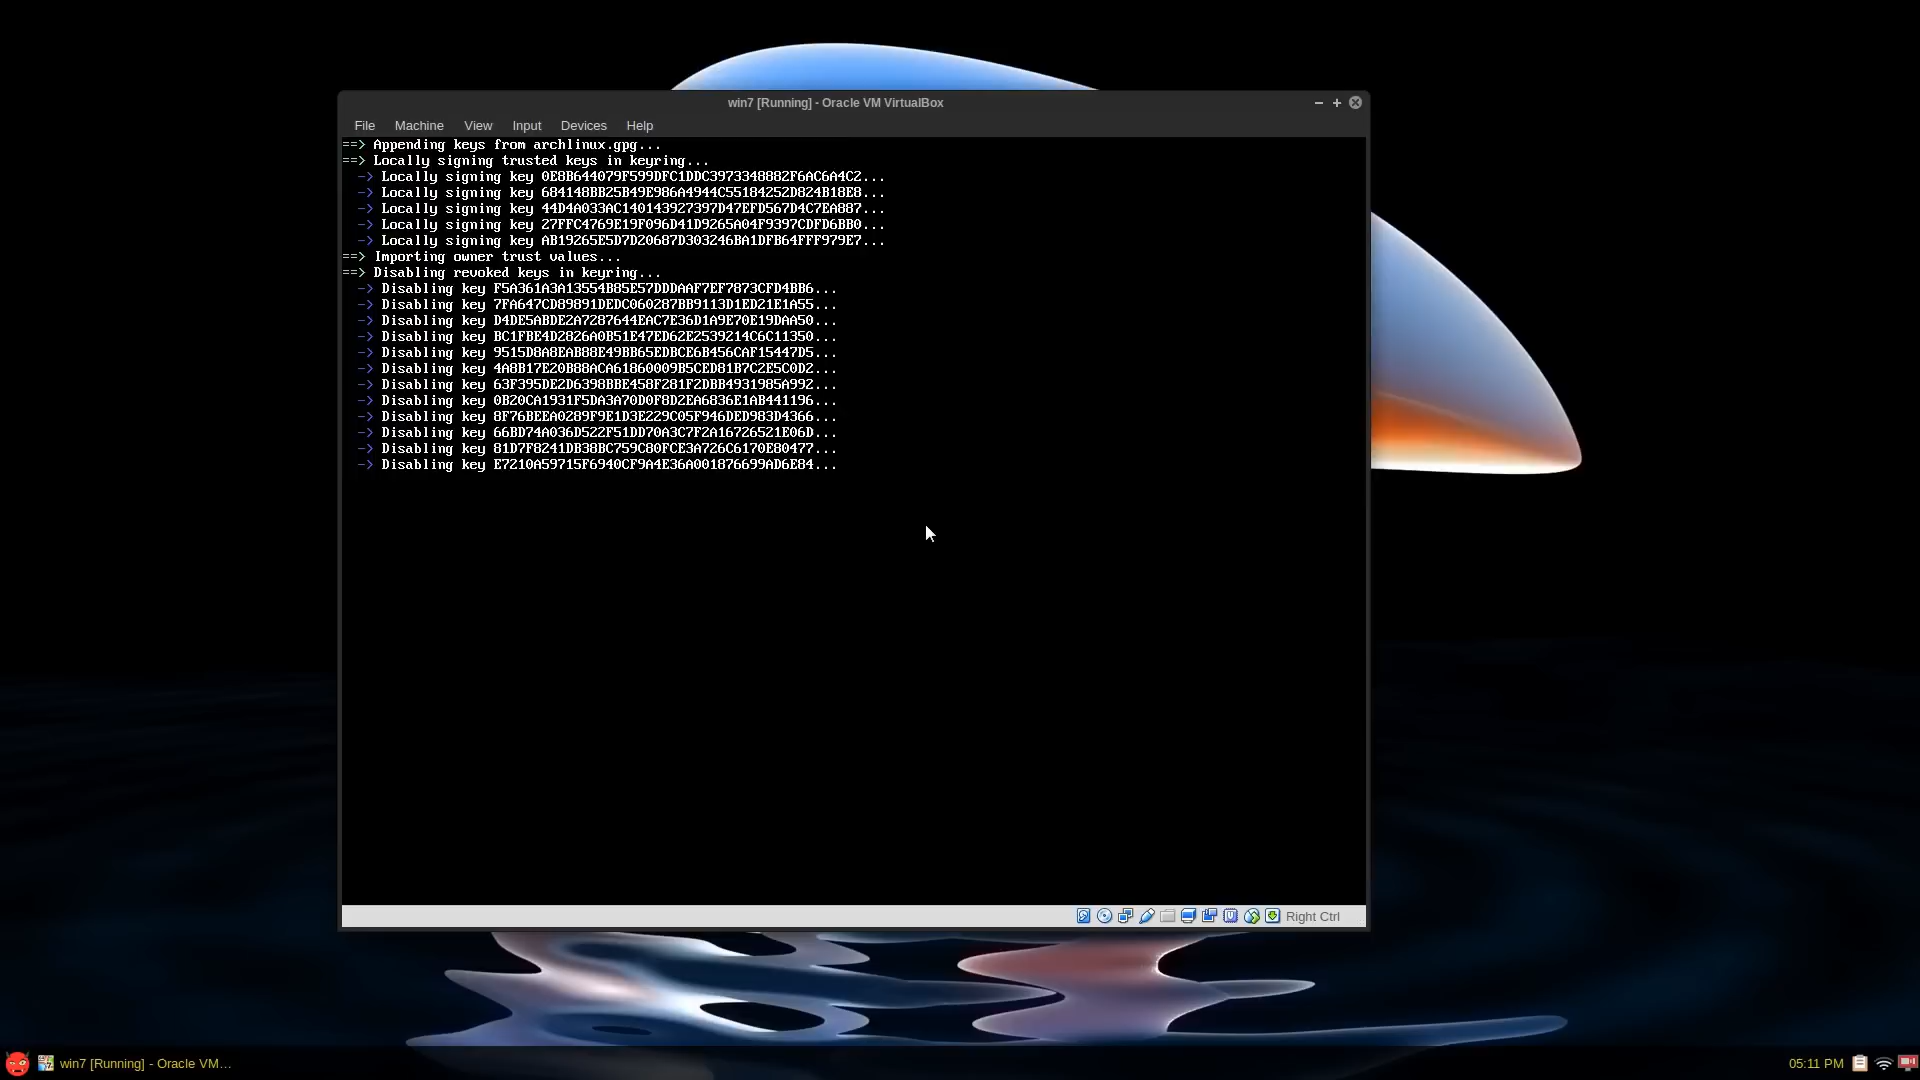 win7 [Running] - Oracle VM VirtualBox
File Machine View Input Devices Help
==> Appending keys from archlinux.gpg...
==> Locally signing trusted keys in keyring...
-> Locally signing key 0E8B644079F599DFC1DDC3973348882F6AC6A4C2...
-> Locally signing key 684148BB25B49E986A4944C55184252D824B18E8...
-> Locally signing key 44D4A033AC140143927397D47EFD567D4C7EA887...
-> Locally signing key 27FFC4769E19F096D41D9265A04F9397CDFD6BB0...
-> Locally signing key AB19265E5D7D20687D303246BA1DFB64FFF979E7...
==> Importing owner trust values...
==> Disabling revoked keys in keyring...
-> Disabling key F5A361A3A13554B85E57DDDAAF7EF7873CFD4BB6...
-> Disabling key 7FA647CD89891DEDC060287BB9113D1ED21E1A55...
-> Disabling key D4DE5ABDE2A7287644EAC7E36D1A9E70E19DAA50...
-> Disabling key BC1FBE4D2826A0B51E47ED62E2539214C6C11350...
-> Disabling key 9515D8A8EAB88E49BB65EDBCE6B456CAF15447D5...
-> Disabling key 4A8B17E20B88ACA61860009B5CED81B7C2E5C0D2...
-> Disabling key 63F395DE2D6398BBE458F281F2DBB4931985A992...
-> Disabling key 0B20CA1931F5DA3A70D0F8D2EA6836E1AB441196...
-> Disabling key 8F76BEEA0289F9E1D3E229C05F946DED983D4366...
-> Disabling key 66BD74A036D522F51DD70A3C7F2A16726521E06D...
-> Disabling key 81D7F8241DB38BC759C80FCE3A726C6170E80477...
-> Disabling key E7210A59715F6940CF9A4E36A001876699AD6E84...
Right Ctrl
win7 [Running] - Oracle VM...
05:11 PM